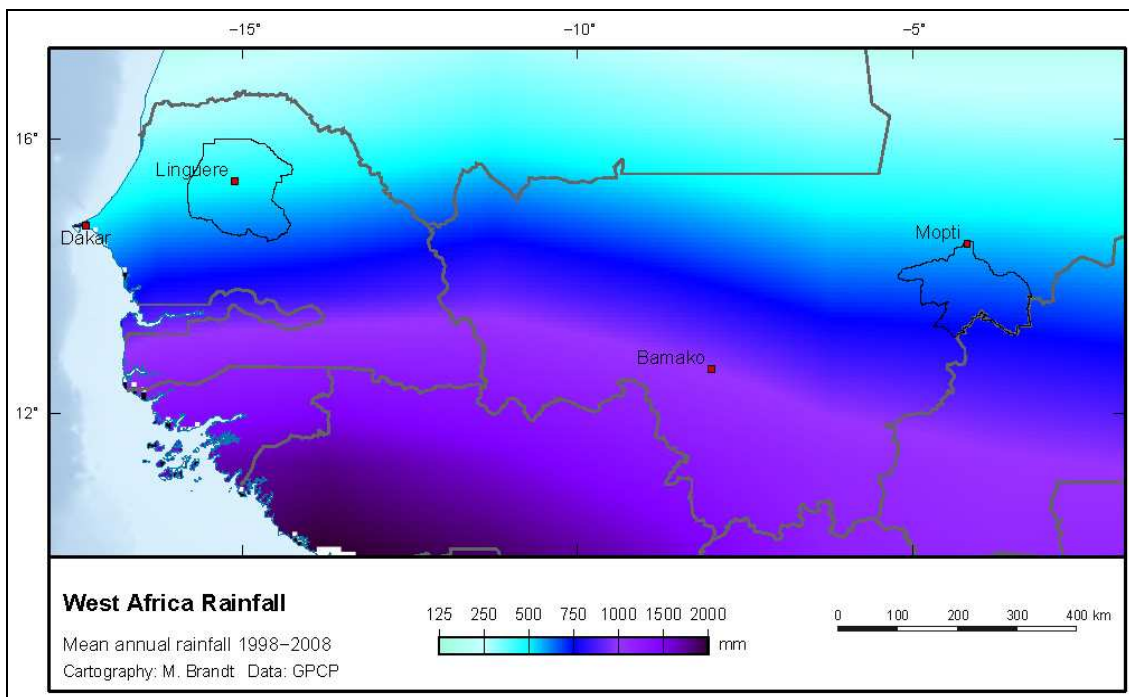 −15° −10° −5°
16°
Linguere
Dakar
Mopti
Bamako
12°
West Africa Rainfall
Mean annual rainfall 1998−2008
Cartography: M. Brandt Data: GPCP
125 250 500 750 1000 1500 2000
mm
0 100 200 300 400 km